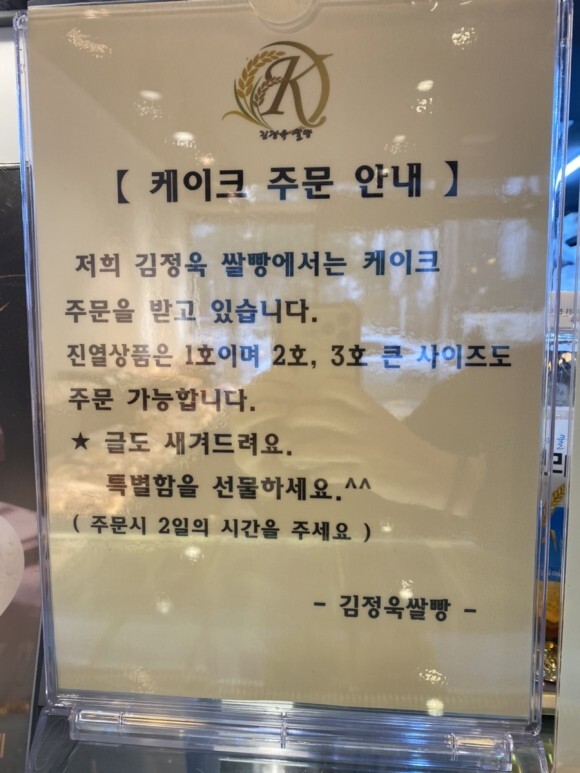 K
김정욱 쌀빵
【 케이크 주문 안내 】
저희 김정욱 쌀빵에서는 케이크
주문을 받고 있습니다.
진열상품은 1호이며 2호, 3호 큰 사이즈도
주문 가능합니다.
★ 글도 새겨드려요.
특별함을 선물하세요.^^
( 주문시 2일의 시간을 주세요 )
- 김정욱쌀빵 -